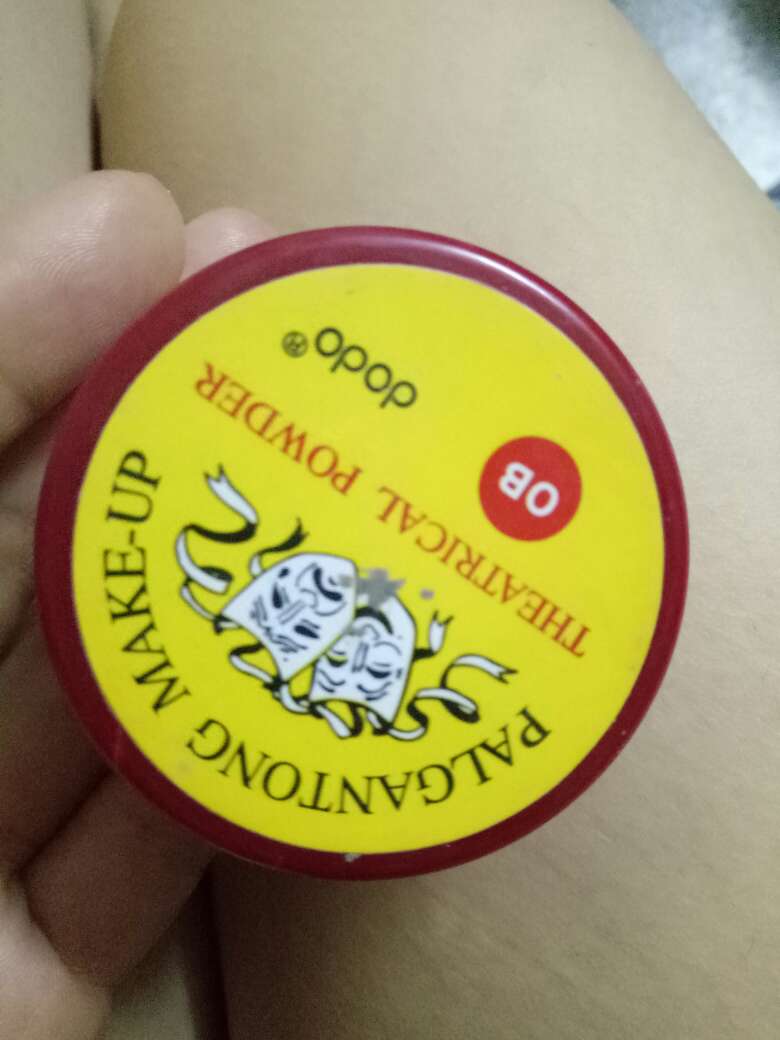 PALGANTONG MAKE-UP
THEATRICAL POWDER
OB
dodo®